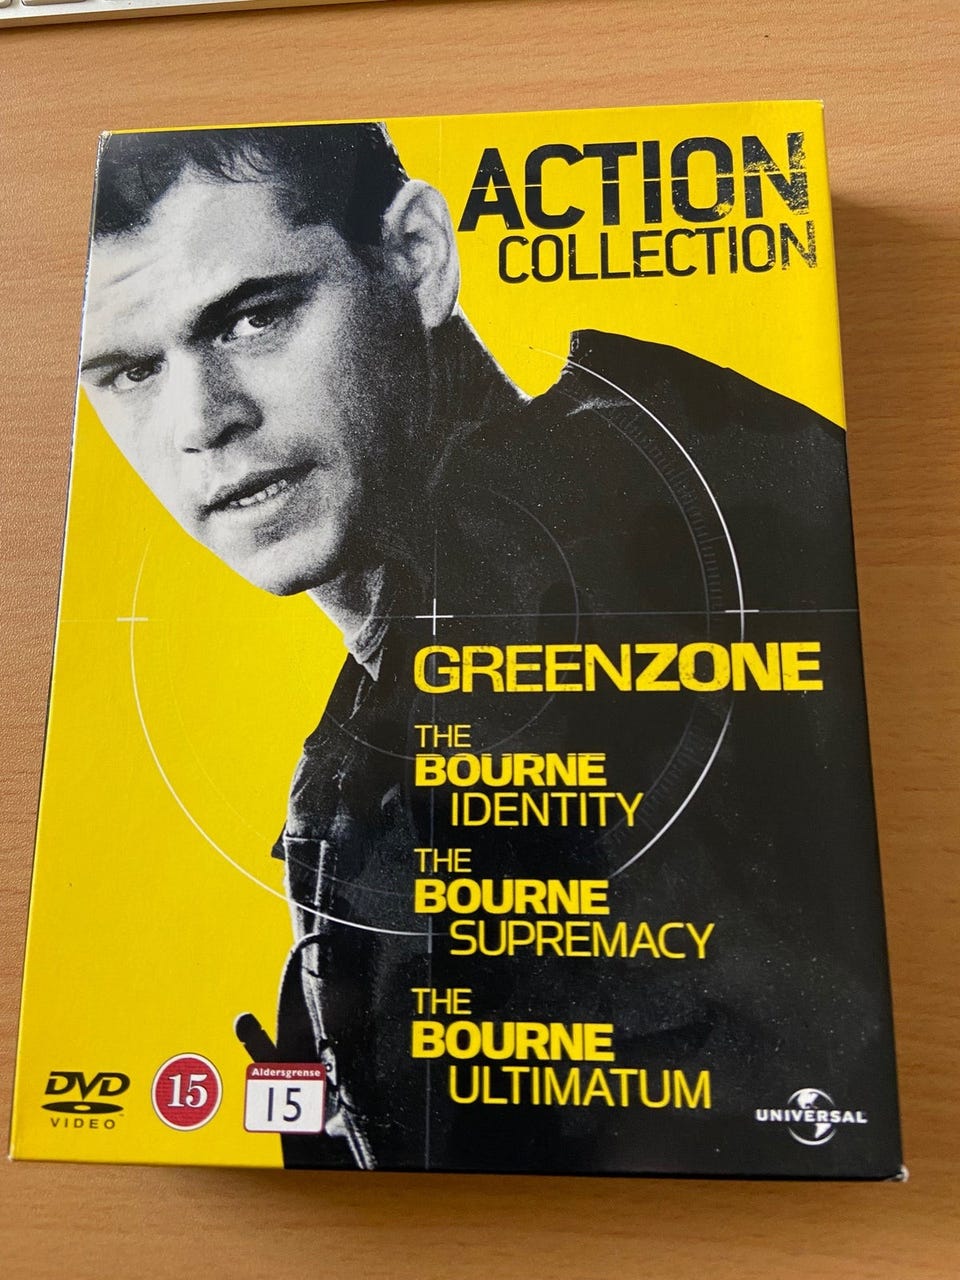 ACTION
COLLECTION
GREENZONE
THE
BOURNE
IDENTITY
THE
BOURNE
SUPREMACY
THE
BOURNE
ULTIMATUM
DVD
VIDEO
15
Aldersgrense
15
UNIVERSAL